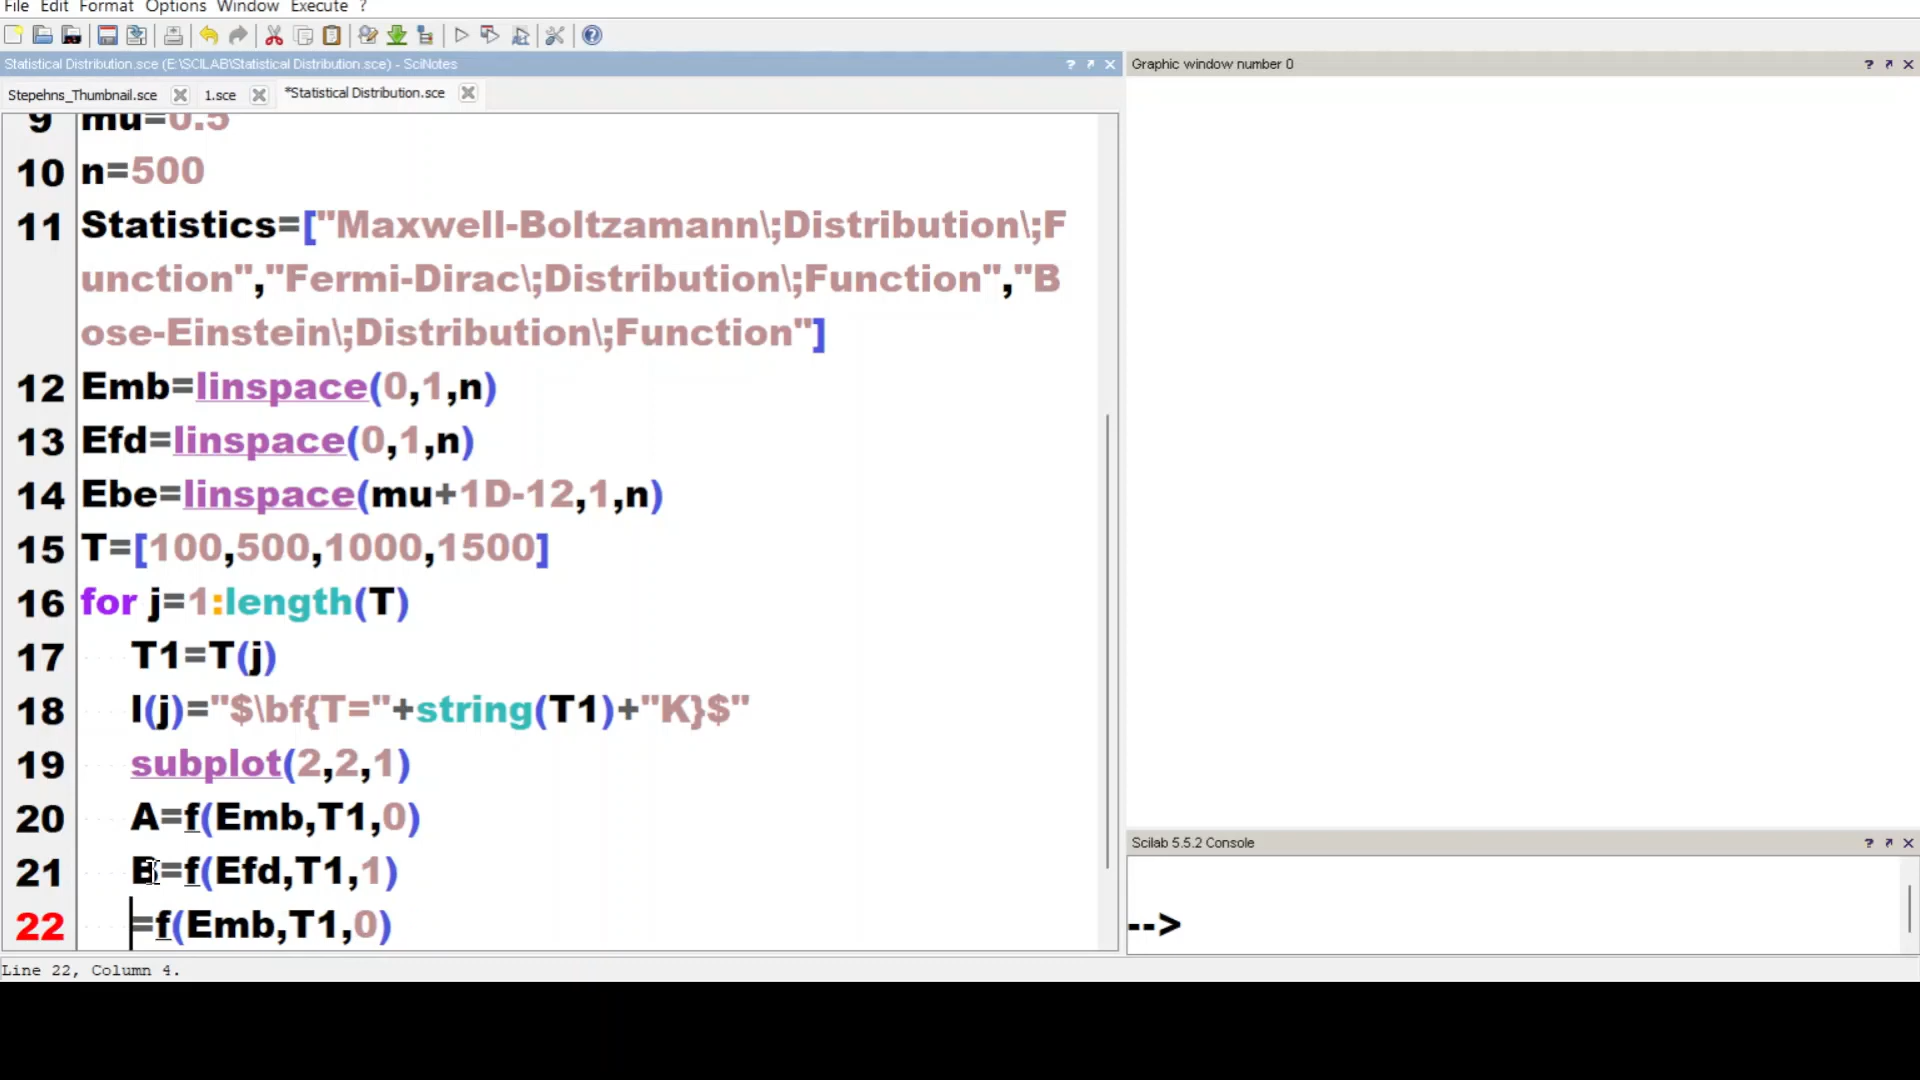 File Edit Format Options Window Execute ?
Statistical Distribution.sce (E:\SCILAB\Statistical Distribution.sce) - SciNotes
? ×
Stepehns_Thumbnail.sce
1.sce
*Statistical Distribution.sce
9 mu=0.5
10 n=500
11 Statistics=["Maxwell-Boltzamann\;Distribution\;F
unction","Fermi-Dirac\;Distribution\;Function","B
ose-Einstein\;Distribution\;Function"]
12 Emb=linspace(0,1,n)
13 Efd=linspace(0,1,n)
14 Ebe=linspace(mu+1D-12,1,n)
15 T=[100,500,1000,1500]
16 for j=1:length(T)
17 T1=T(j)
18 l(j)="$\bf{T="+string(T1)+"K}$"
19 subplot(2,2,1)
20 A=f(Emb,T1,0)
21 B=f(Efd,T1,1)
22 =f(Emb,T1,0)
Line 22, Column 4.
Graphic window number 0
? ×
Scilab 5.5.2 Console
? ×
-->